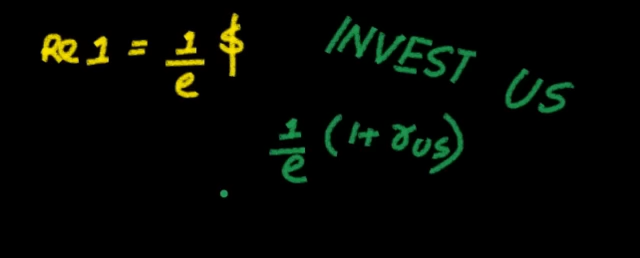 Re 1 = 1/e $
INVEST US
1/e (1+ rus)